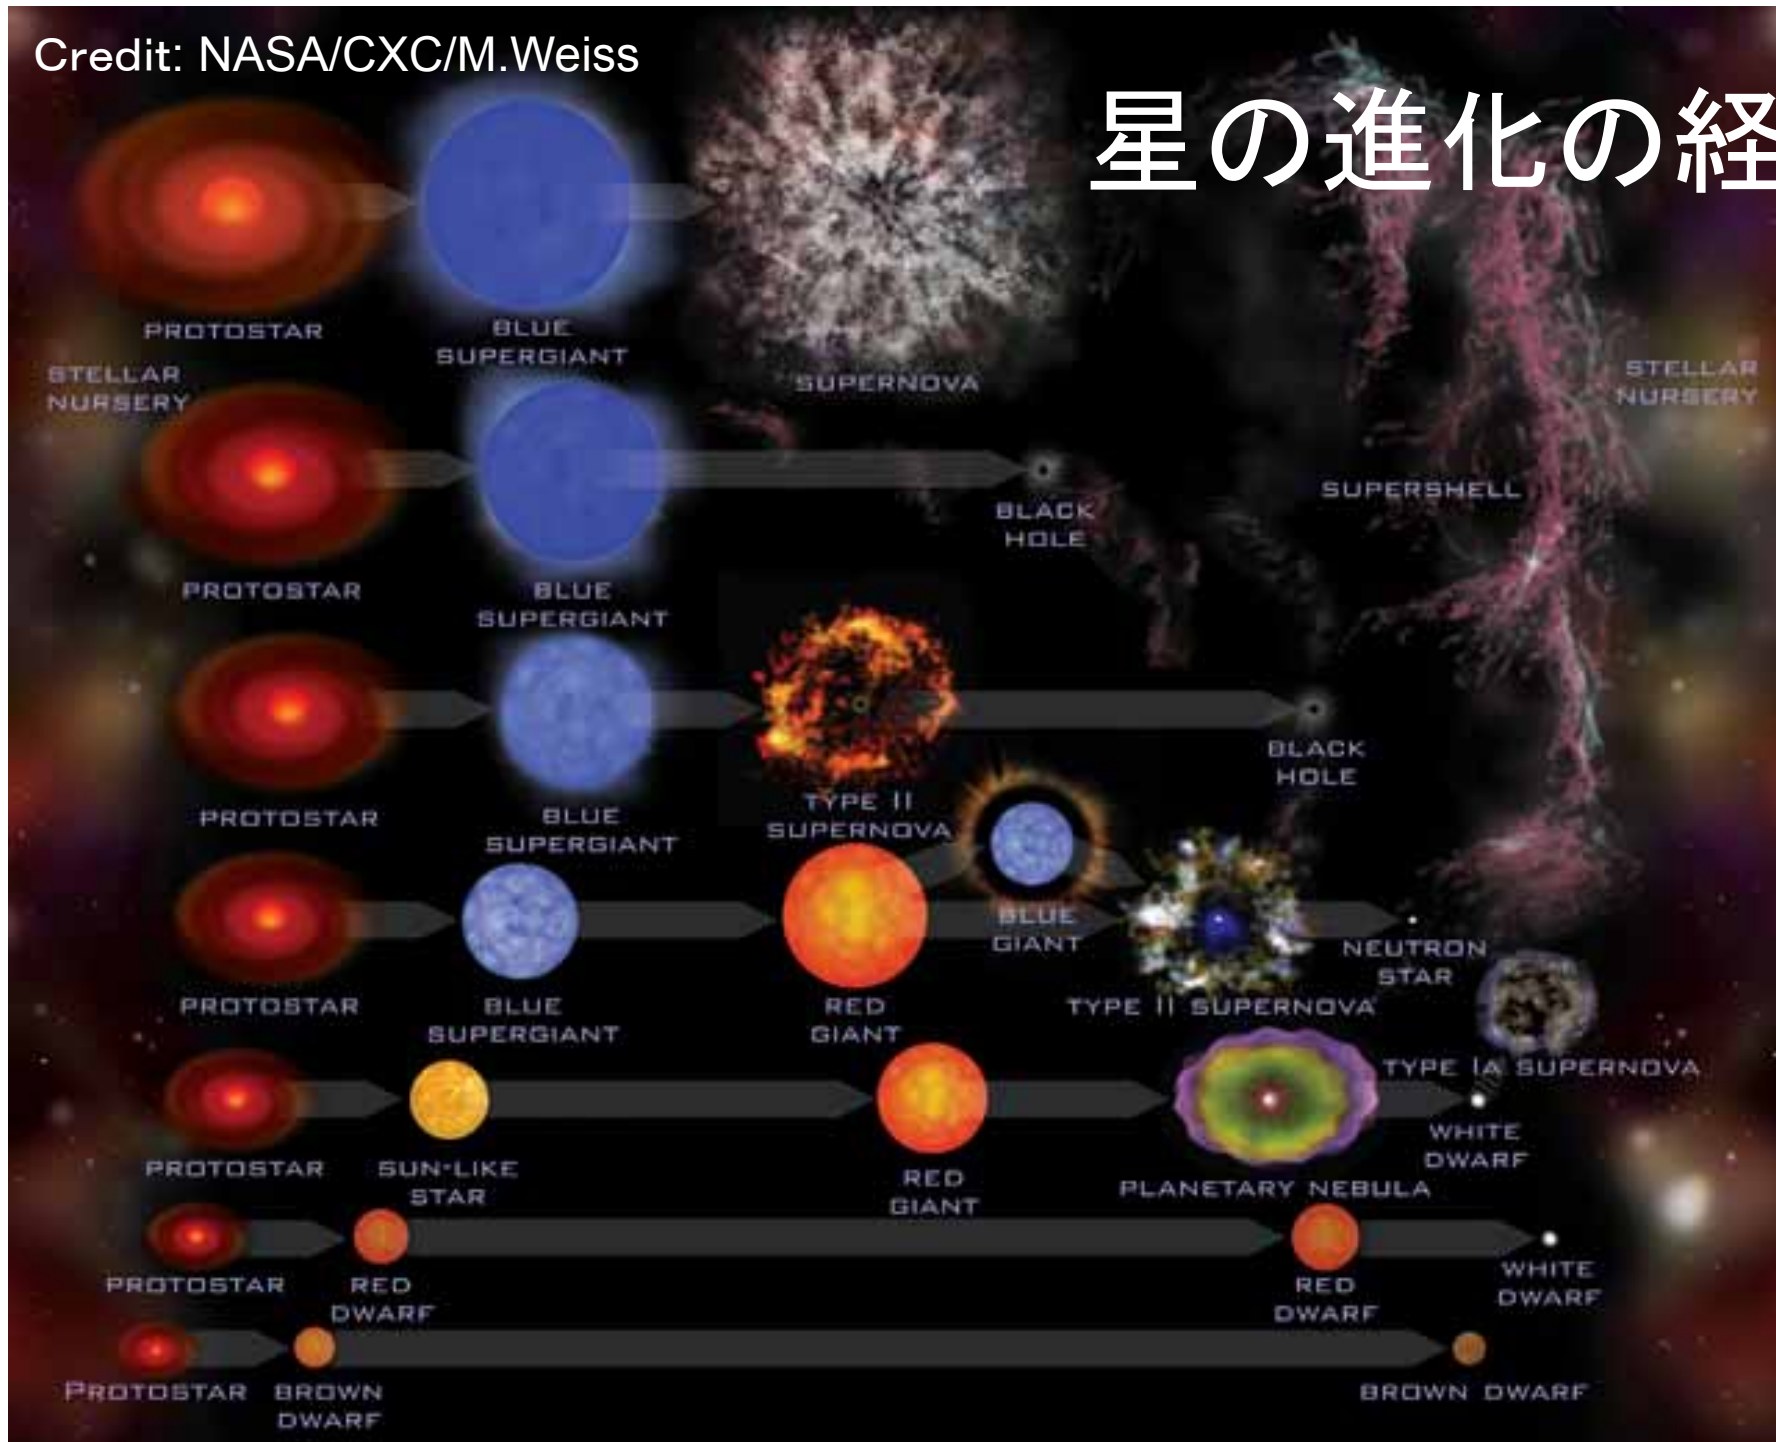 Credit: NASA/CXC/M.Weiss
星の進化の経
PROTOSTAR
BLUE
SUPERGIANT
SUPERNOVA
STELLAR
NURSERY
STELLAR
NURSERY
PROTOSTAR
BLUE
SUPERGIANT
BLACK
HOLE
SUPERSHELL
PROTOSTAR
BLUE
SUPERGIANT
TYPE II
SUPERNOVA
BLACK
HOLE
PROTOSTAR
BLUE
SUPERGIANT
RED
GIANT
BLUE
GIANT
TYPE II SUPERNOVA
NEUTRON
STAR
TYPE IA SUPERNOVA
PROTOSTAR
SUN-LIKE
STAR
RED
GIANT
PLANETARY NEBULA
WHITE
DWARF
PROTOSTAR
RED
DWARF
RED
DWARF
WHITE
DWARF
PROTOSTAR
BROWN
DWARF
BROWN DWARF